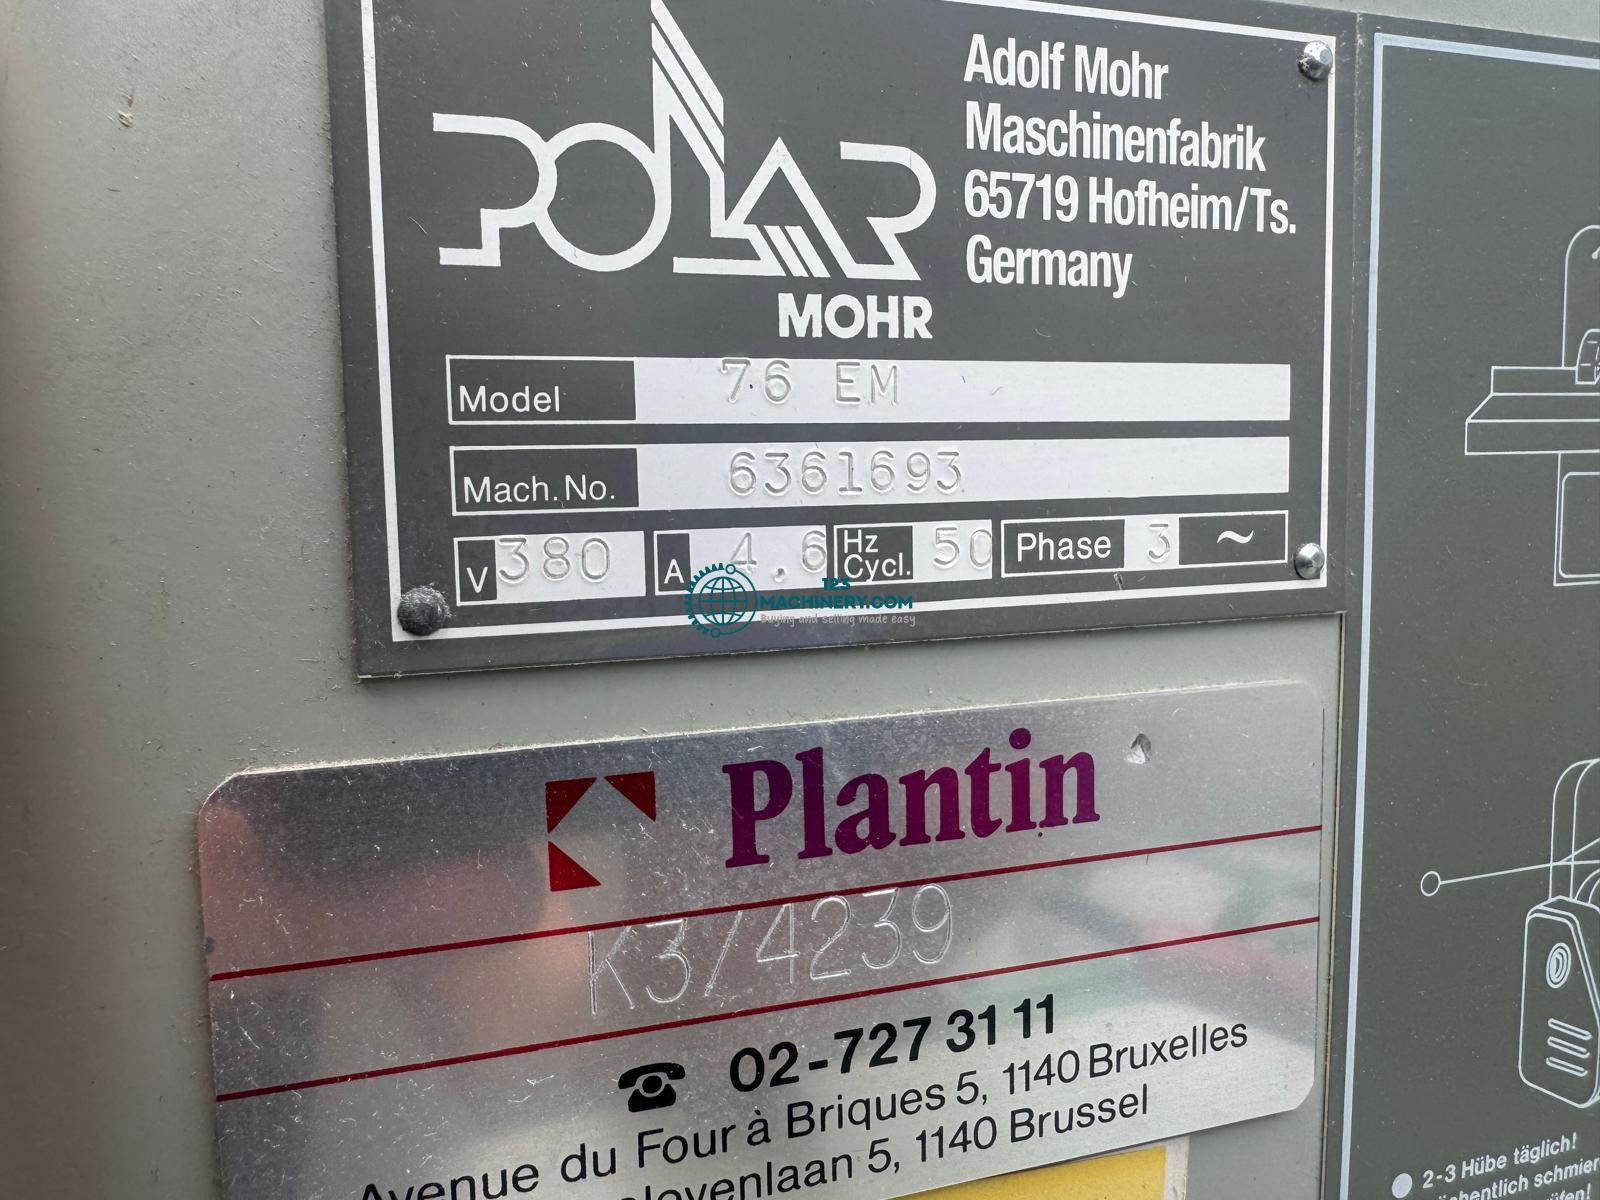 POLAR
MOHR
Adolf Mohr
Maschinenfabrik
65719 Hofheim/Ts.
Germany
Model 76 EM
Mach.No. 6361693
V 380 A 4.6 Hz Cycl. 50 Phase 3 ~
123
MACHINERY.COM
Buying and selling made easy
Plantin
K3/4239
☎ 02-727 31 11
Avenue du Four à Briques 5, 1140 Bruxelles
5, 1140 Brussel
2-3 Hübe täglich!